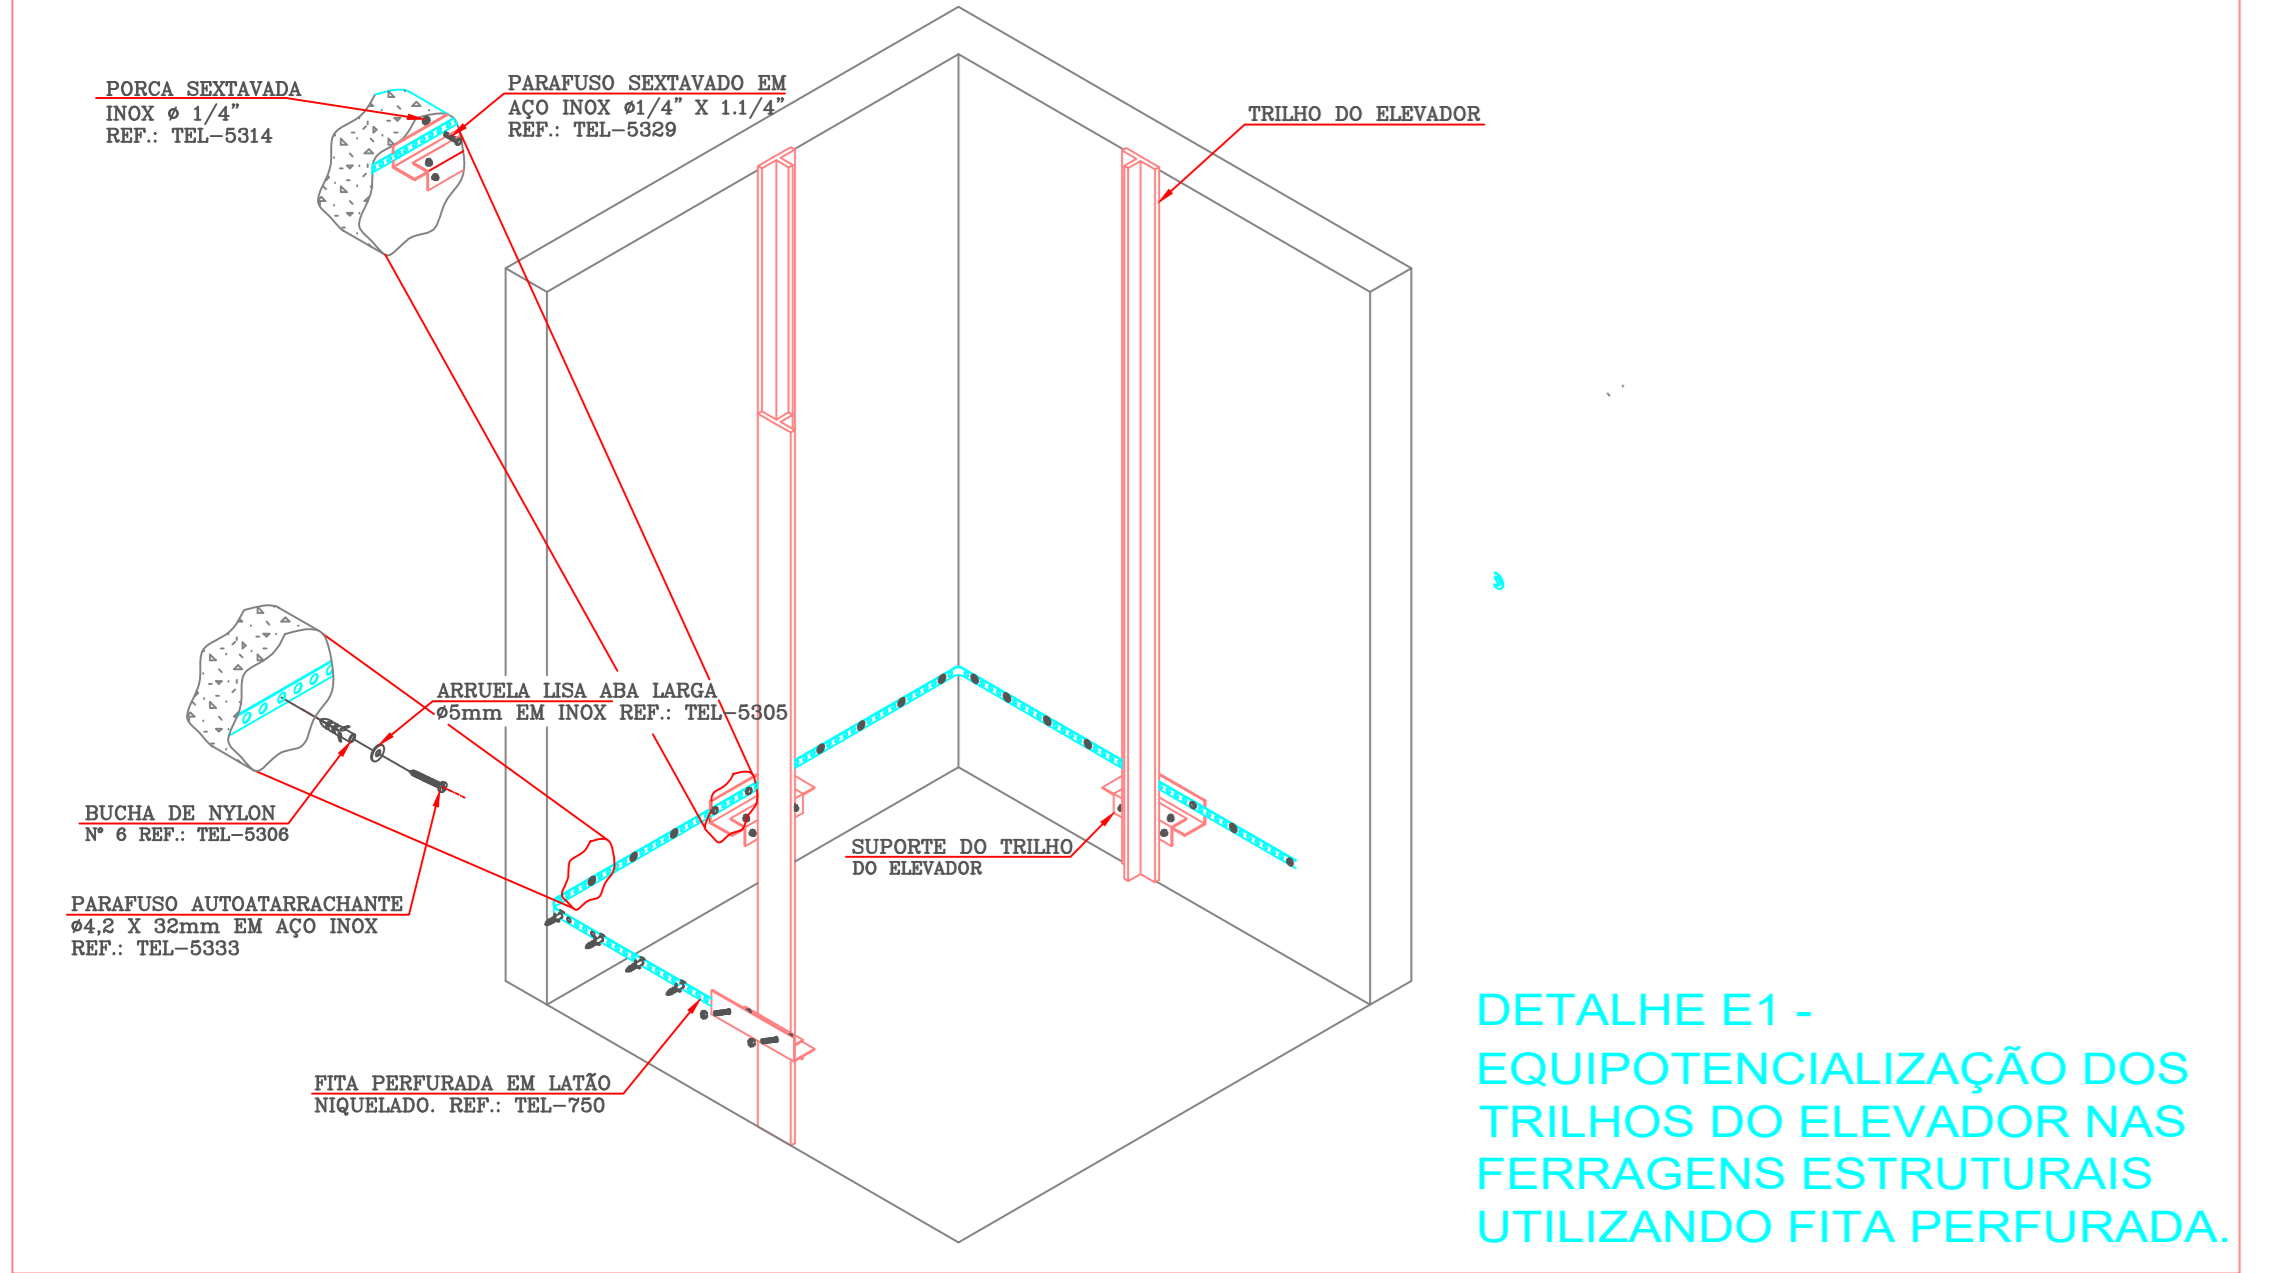 PORCA SEXTAVADA
INOX ø 1/4"
REF.: TEL-5314
PARAFUSO SEXTAVADO EM
AÇO INOX ø1/4" X 1.1/4"
REF.: TEL-5329
TRILHO DO ELEVADOR
ARRUELA LISA ABA LARGA
ø5mm EM INOX REF.: TEL-5305
BUCHA DE NYLON
Nº 6 REF.: TEL-5306
SUPORTE DO TRILHO
DO ELEVADOR
PARAFUSO AUTOATARRACHANTE
ø4,2 X 32mm EM AÇO INOX
REF.: TEL-5333
FITA PERFURADA EM LATÃO
NIQUELADO. REF.: TEL-750
DETALHE E1 -
EQUIPOTENCIALIZAÇÃO DOS
TRILHOS DO ELEVADOR NAS
FERRAGENS ESTRUTURAIS
UTILIZANDO FITA PERFURADA.